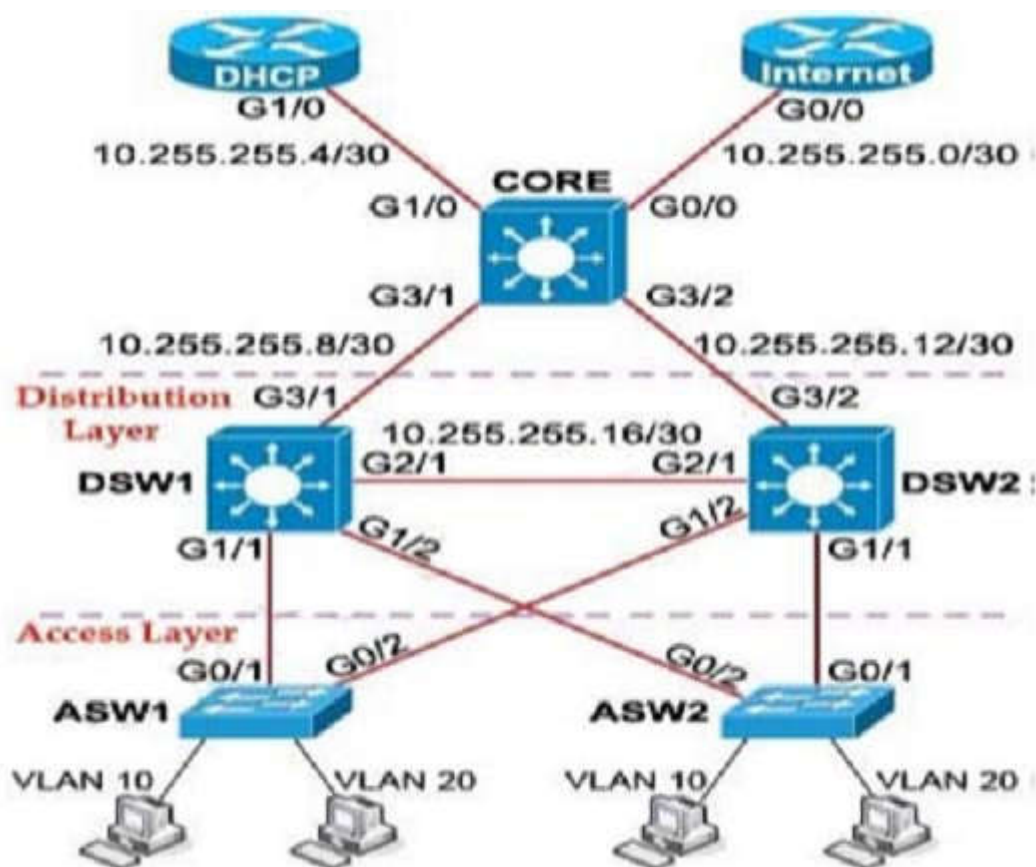 DHCP
Internet
G1/0
G0/0
10.255.255.4/30
10.255.255.0/30
CORE
G1/0
G0/0
G3/1
G3/2
10.255.255.8/30
10.255.255.12/30
Distribution
Layer
G3/1
G3/2
10.255.255.16/30
DSW1
G2/1
G2/1
DSW2
G1/1
G1/2
G1/2
G1/1
Access Layer
G0/1
G0/2
G0/2
G0/1
ASW1
ASW2
VLAN 10
VLAN 20
VLAN 10
VLAN 20